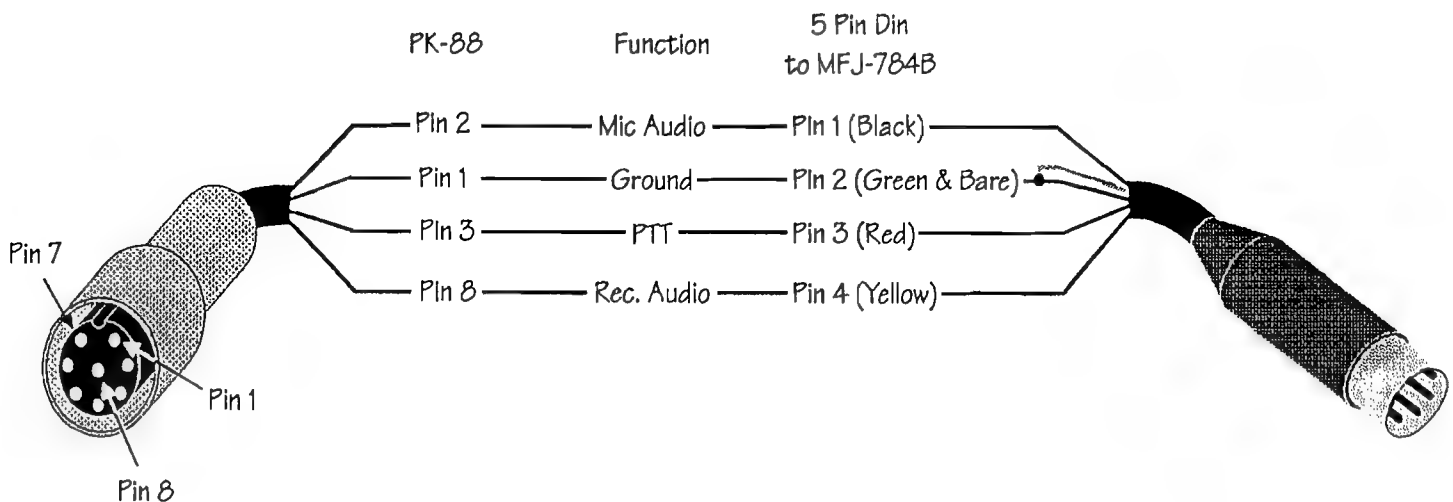 PK-88 Function 5 Pin Din
to MFJ-784B
Pin 2 Mic Audio Pin 1 (Black)
Pin 1 Ground Pin 2 (Green & Bare)
Pin 3 PTT Pin 3 (Red)
Pin 8 Rec. Audio Pin 4 (Yellow)
Pin 7
Pin 1
Pin 8